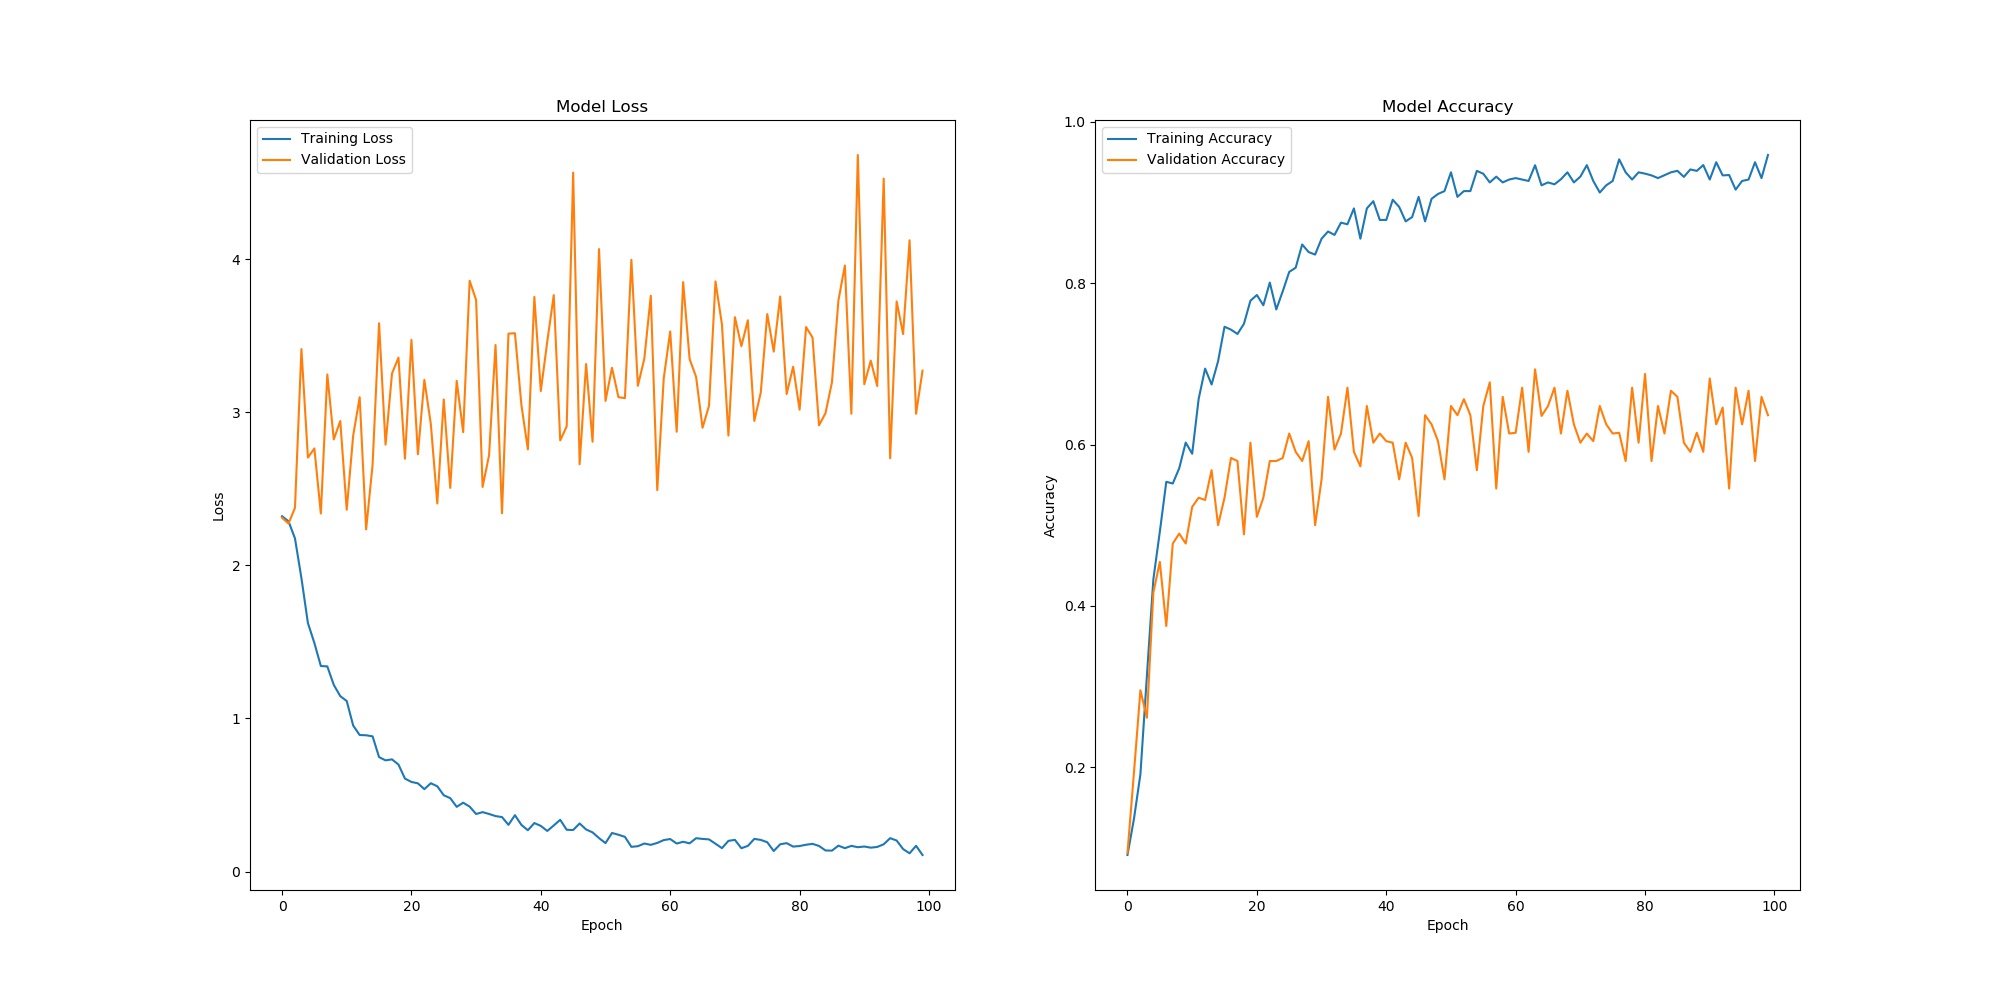 Model Loss
Training Loss
Validation Loss
Loss
4
3
2
1
0
0 20 40 60 80 100
Epoch
Model Accuracy
Training Accuracy
Validation Accuracy
Accuracy
1.0
0.8
0.6
0.4
0.2
0 20 40 60 80 100
Epoch